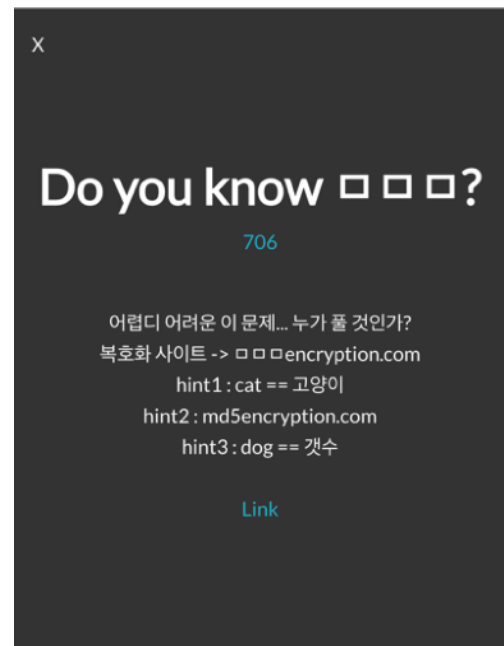 X
Do you know ㅁㅁㅁ?
706
어렵디 어려운 이 문제... 누가 풀 것인가?
복호화 사이트 -> ㅁㅁㅁencryption.com
hint1 : cat == 고양이
hint2 : md5encryption.com
hint3 : dog == 갯수
Link